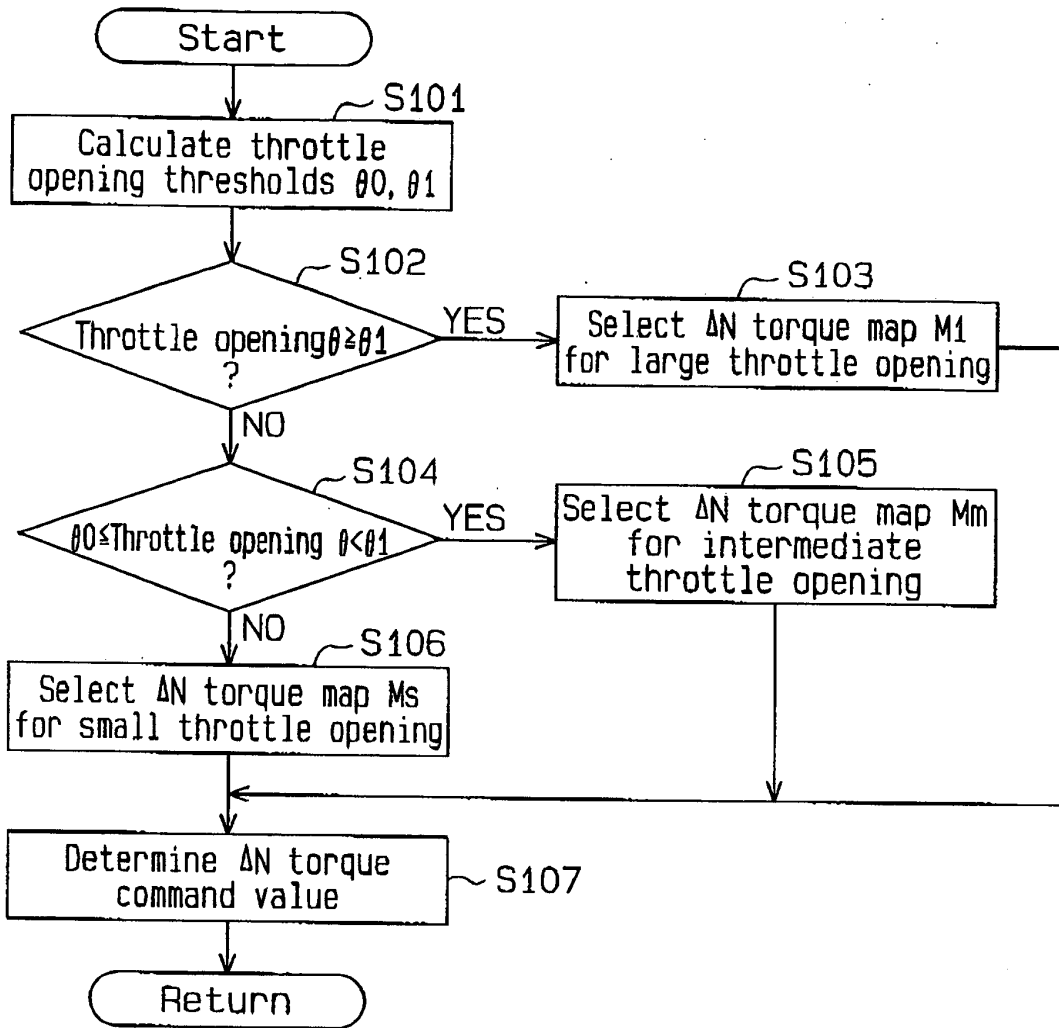 Start
S101
Calculate throttle
opening thresholds θ0, θ1
S102
Throttle openingθ≧θ1
?
YES
NO
S103
Select ΔN torque map M1
for large throttle opening
S104
θ0≦Throttle opening θ<θ1
?
YES
NO
S105
Select ΔN torque map Mm
for intermediate
throttle opening
S106
Select ΔN torque map Ms
for small throttle opening
Determine ΔN torque
command value
S107
Return